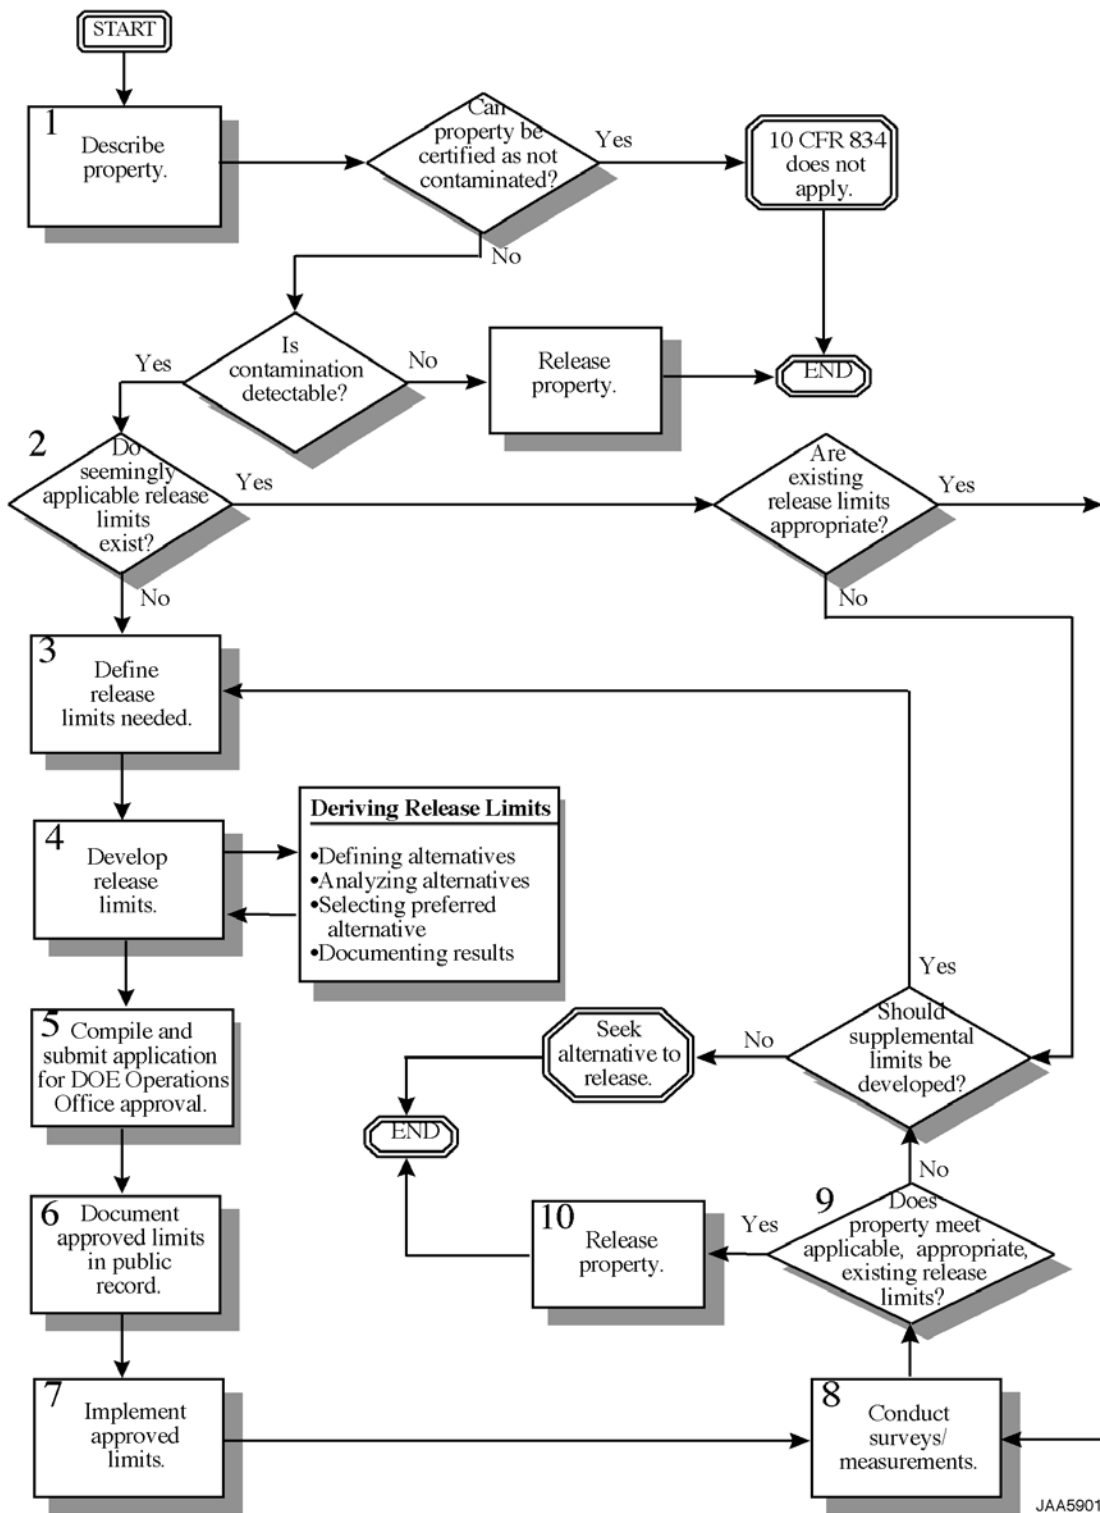 START
1
Describe
property.
Can
property be
certified as not
contaminated?
Yes
10 CFR 834
does not
apply.
No
Is
contamination
detectable?
Yes
No
Release
property.
END
2
Do
seemingly
applicable release
limits
exist?
Yes
Are
existing
release limits
appropriate?
Yes
No
No
3
Define
release
limits needed.
4
Develop
release
limits.
Deriving Release Limits
•Defining alternatives
•Analyzing alternatives
•Selecting preferred
alternative
•Documenting results
5
Compile and
submit application
for DOE Operations
Office approval.
Yes
Should
supplemental
limits be
developed?
No
Seek
alternative to
release.
END
6
Document
approved limits
in public
record.
No
9
Does
property meet
applicable, appropriate,
existing release
limits?
Yes
10
Release
property.
7
Implement
approved
limits.
8
Conduct
surveys/
measurements.
JAA5901